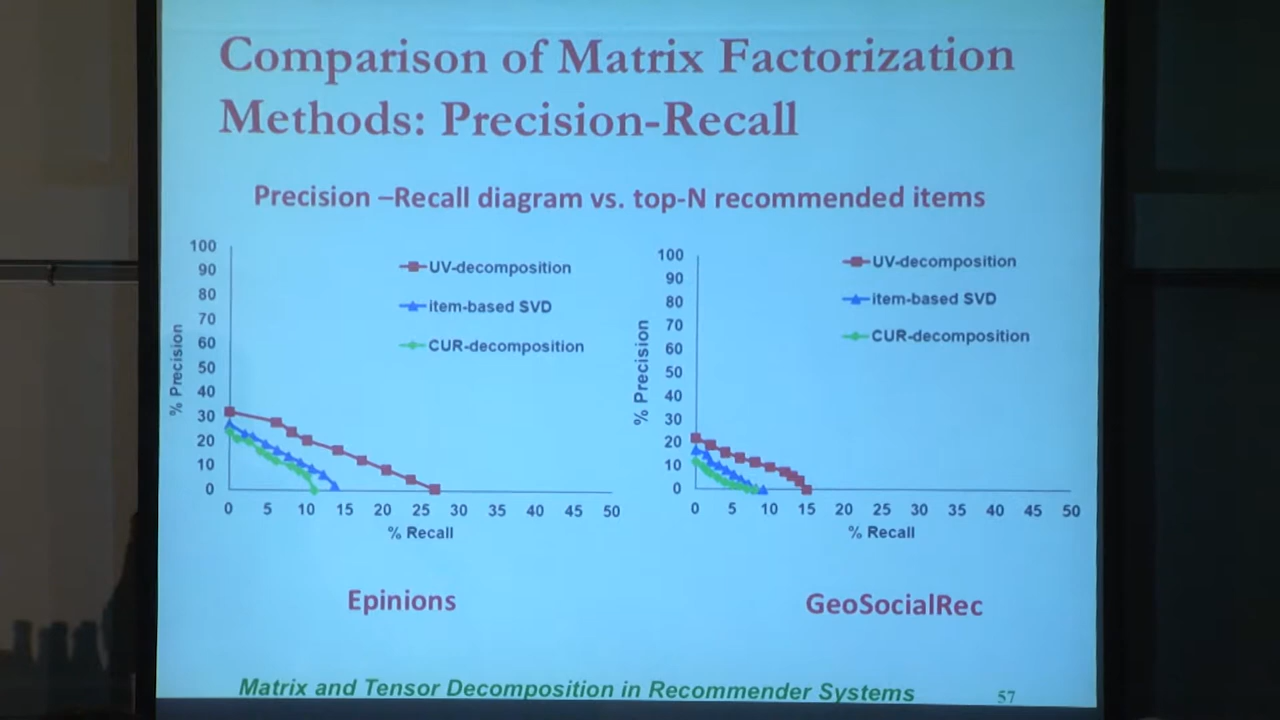 Comparison of Matrix Factorization
Methods: Precision-Recall
Precision –Recall diagram vs. top-N recommended items
100
90
80
70
60
50
40
30
20
10
0
% Precision
UV-decomposition
item-based SVD
CUR-decomposition
0 5 10 15 20 25 30 35 40 45 50
% Recall
Epinions
100
90
80
70
60
50
40
30
20
10
0
% Precision
UV-decomposition
item-based SVD
CUR-decomposition
0 5 10 15 20 25 30 35 40 45 50
% Recall
GeoSocialRec
Matrix and Tensor Decomposition in Recommender Systems
57